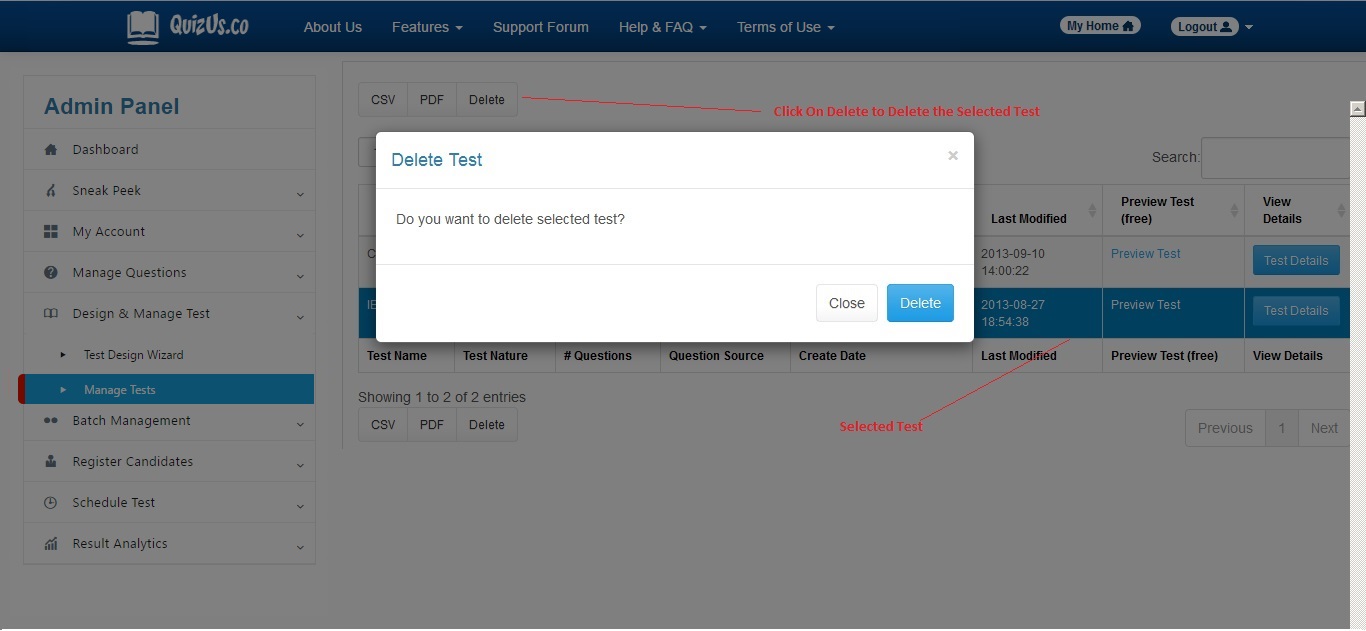 QuizUs.co
About Us
Features
Support Forum
Help & FAQ
Terms of Use
My Home
Logout
Admin Panel
Dashboard
Sneak Peek
My Account
Manage Questions
Design & Manage Test
Test Design Wizard
Manage Tests
Batch Management
Register Candidates
Schedule Test
Result Analytics
CSV PDF Delete
Click On Delete to Delete the Selected Test
Search:
Delete Test ×
Do you want to delete selected test?
Close Delete
Last Modified
Preview Test
(free)
View
Details
2013-09-10
14:00:22
Preview Test
Test Details
2013-08-27
18:54:38
Preview Test
Test Details
Test Name Test Nature # Questions Question Source Create Date Last Modified Preview Test (free) View Details
Showing 1 to 2 of 2 entries
CSV PDF Delete
Selected Test
Previous 1 Next